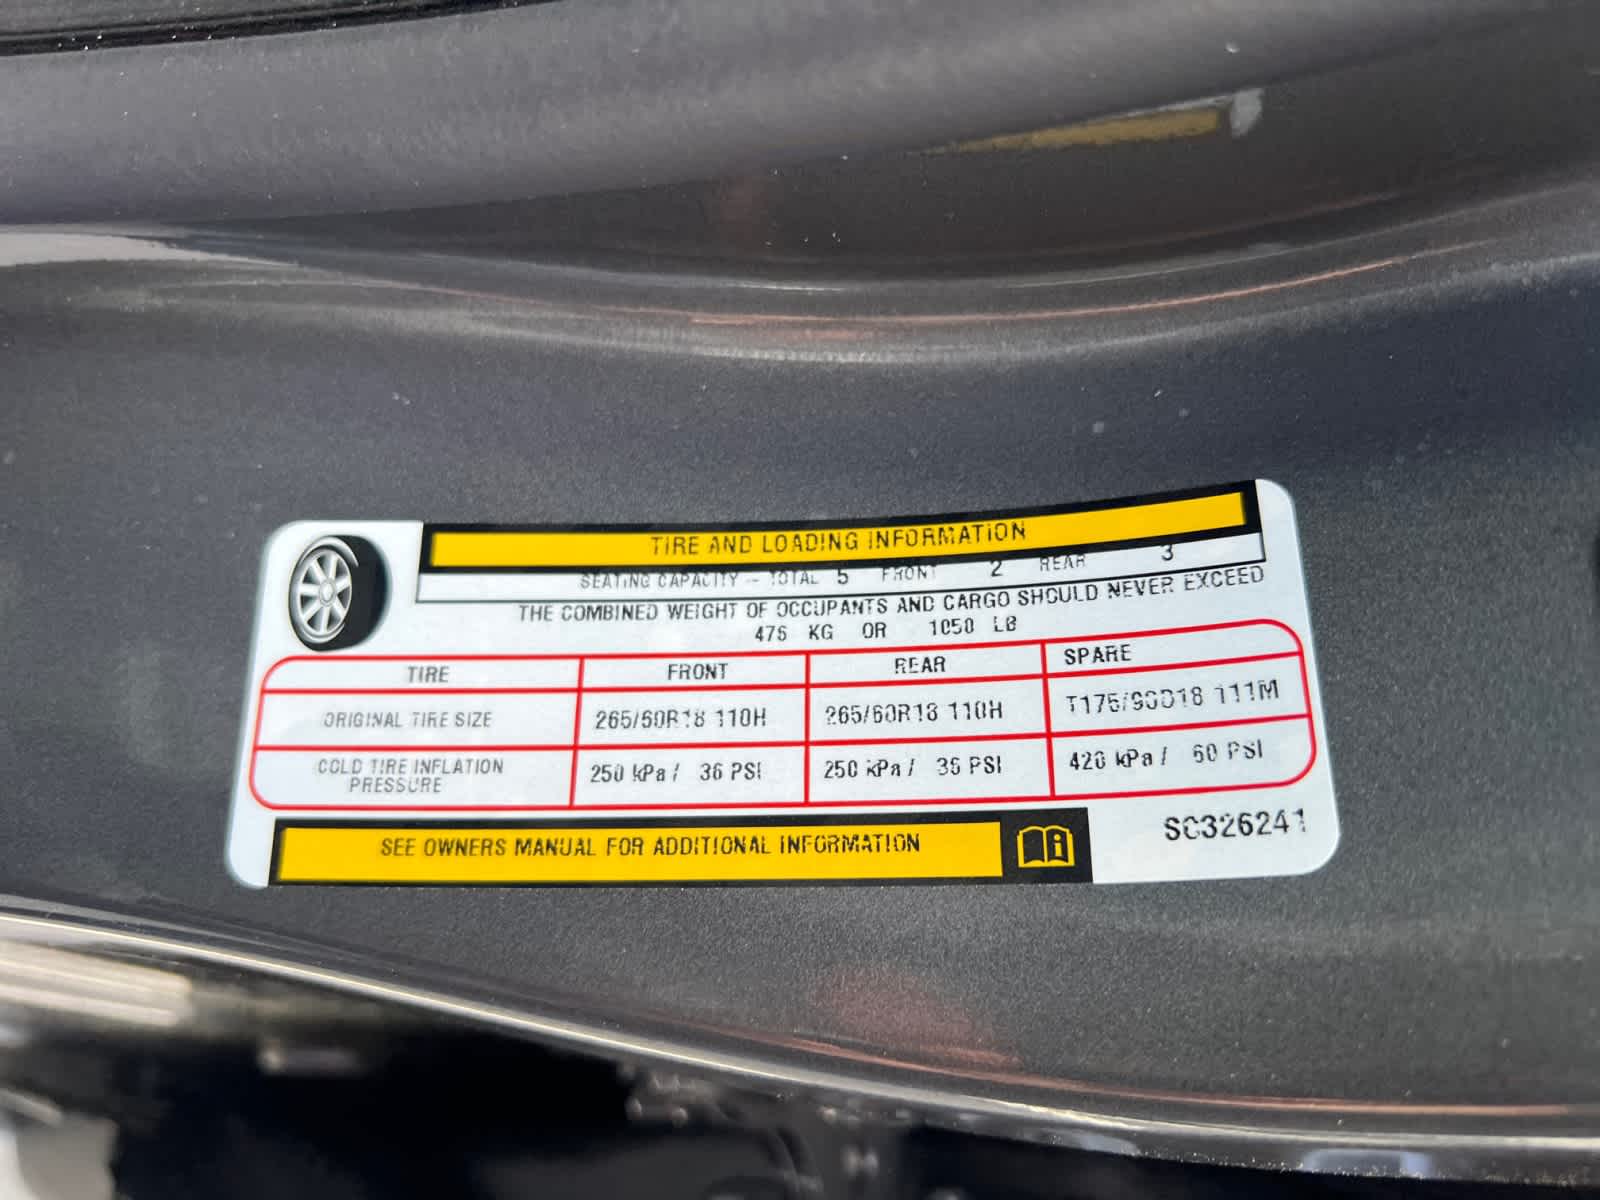 TIRE AND LOADING INFORMATION
SEATING CAPACITY - TOTAL 5 FRONT 2 REAR 3
THE COMBINED WEIGHT OF OCCUPANTS AND CARGO SHOULD NEVER EXCEED
476 KG OR 1050 LB
TIRE FRONT REAR SPARE
ORIGINAL TIRE SIZE 265/60R18 110H 265/60R18 110H T175/90D18 111M
COLD TIRE INFLATION PRESSURE 250 kPa / 36 PSI 250 kPa / 36 PSI 420 kPa / 60 PSI
SEE OWNERS MANUAL FOR ADDITIONAL INFORMATION
SC326241